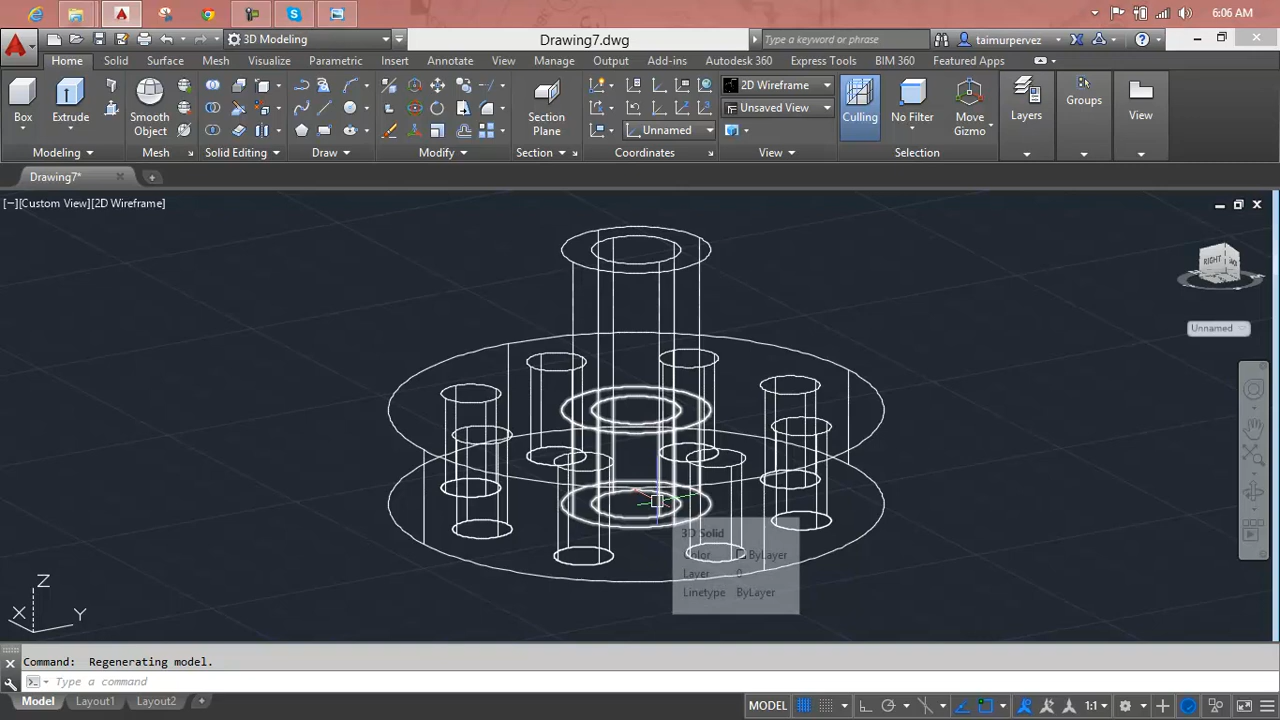 6:06 AM
3D Modeling
Drawing7.dwg
Type a keyword or phrase
taimurpervez
Home Solid Surface Mesh Visualize Parametric Insert Annotate View Manage Output Add-ins Autodesk 360 Express Tools BIM 360 Featured Apps
2D Wireframe
Unsaved View
Unnamed
Box
Extrude
Smooth Object
Section Plane
Culling
No Filter
Move Gizmo
Layers
Groups
View
Modeling
Mesh
Solid Editing
Draw
Modify
Section
Coordinates
View
Selection
Drawing7*
[−][Custom View][2D Wireframe]
RIGHT
Unnamed
3D Solid
Color ByLayer
Layer 0
Linetype ByLayer
Z
X Y
Command: Regenerating model.
Type a command
Model Layout1 Layout2
MODEL
1:1